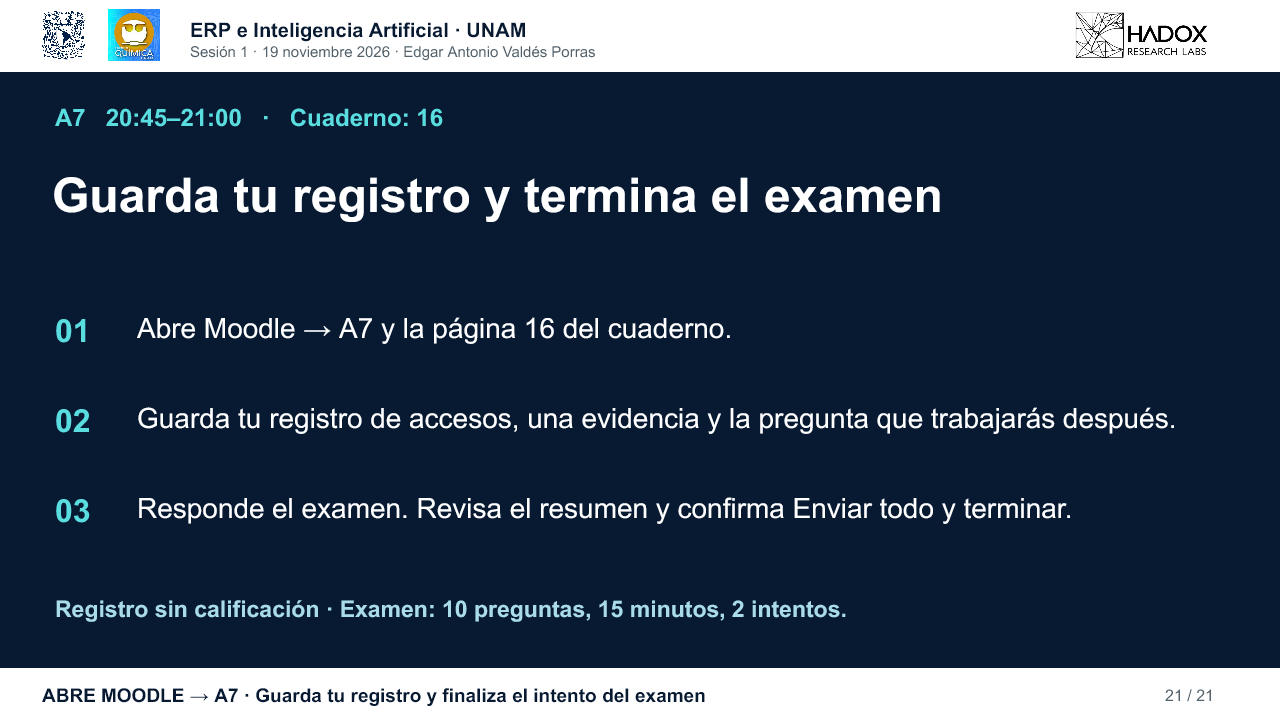 QUÍMICA
ERP e Inteligencia Artificial · UNAM
Sesión 1 · 19 noviembre 2026 · Edgar Antonio Valdés Porras
HADOX
RESEARCH LABS
A7 20:45–21:00 · Cuaderno: 16
Guarda tu registro y termina el examen
01 Abre Moodle → A7 y la página 16 del cuaderno.
02 Guarda tu registro de accesos, una evidencia y la pregunta que trabajarás después.
03 Responde el examen. Revisa el resumen y confirma Enviar todo y terminar.
Registro sin calificación · Examen: 10 preguntas, 15 minutos, 2 intentos.
ABRE MOODLE → A7 · Guarda tu registro y finaliza el intento del examen
21 / 21